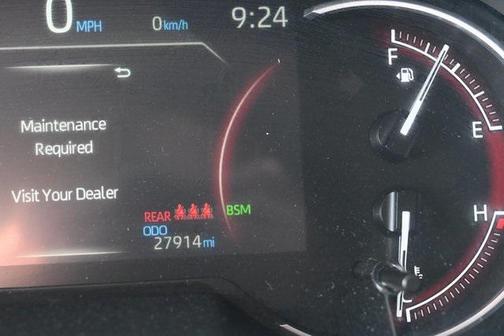 0 MPH 0 km/h 9:24
F
Maintenance
Required
E
Visit Your Dealer
REAR BSM
H
ODO
27914 mi